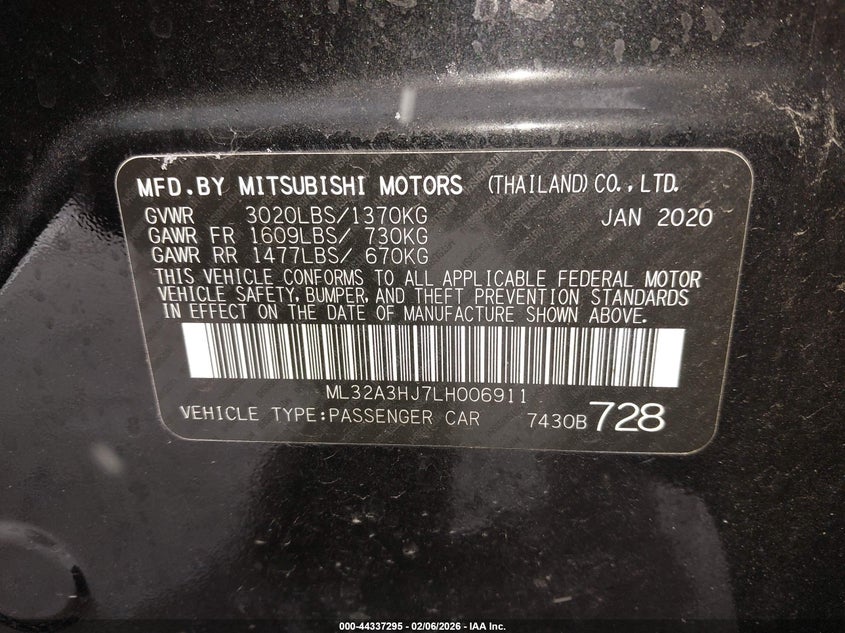 MFD.BY MITSUBISHI MOTORS (THAILAND) CO.,LTD.
GVWR 3020LBS/1370KG JAN 2020
GAWR FR 1609LBS/ 730KG
GAWR RR 1477LBS/ 670KG
THIS VEHICLE CONFORMS TO ALL APPLICABLE FEDERAL MOTOR
VEHICLE SAFETY, BUMPER, AND THEFT PREVENTION STANDARDS
IN EFFECT ON THE DATE OF MANUFACTURE SHOWN ABOVE.
ML32A3HJ7LH006911
VEHICLE TYPE:PASSENGER CAR 7430B 728
000-44337295 - 02/06/2026 - IAA Inc.